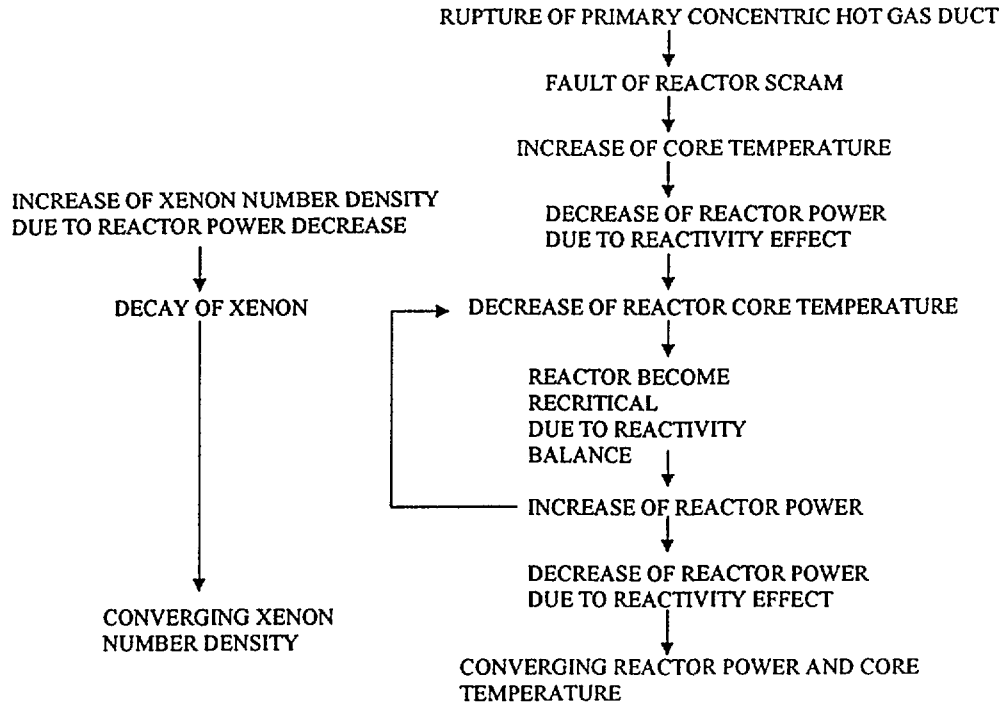 RUPTURE OF PRIMARY CONCENTRIC HOT GAS DUCT
FAULT OF REACTOR SCRAM
INCREASE OF CORE TEMPERATURE
DECREASE OF REACTOR POWER
DUE TO REACTIVITY EFFECT
DECREASE OF REACTOR CORE TEMPERATURE
REACTOR BECOME
RECRITICAL
DUE TO REACTIVITY
BALANCE
INCREASE OF REACTOR POWER
DECREASE OF REACTOR POWER
DUE TO REACTIVITY EFFECT
CONVERGING REACTOR POWER AND CORE
TEMPERATURE
INCREASE OF XENON NUMBER DENSITY
DUE TO REACTOR POWER DECREASE
DECAY OF XENON
CONVERGING XENON
NUMBER DENSITY